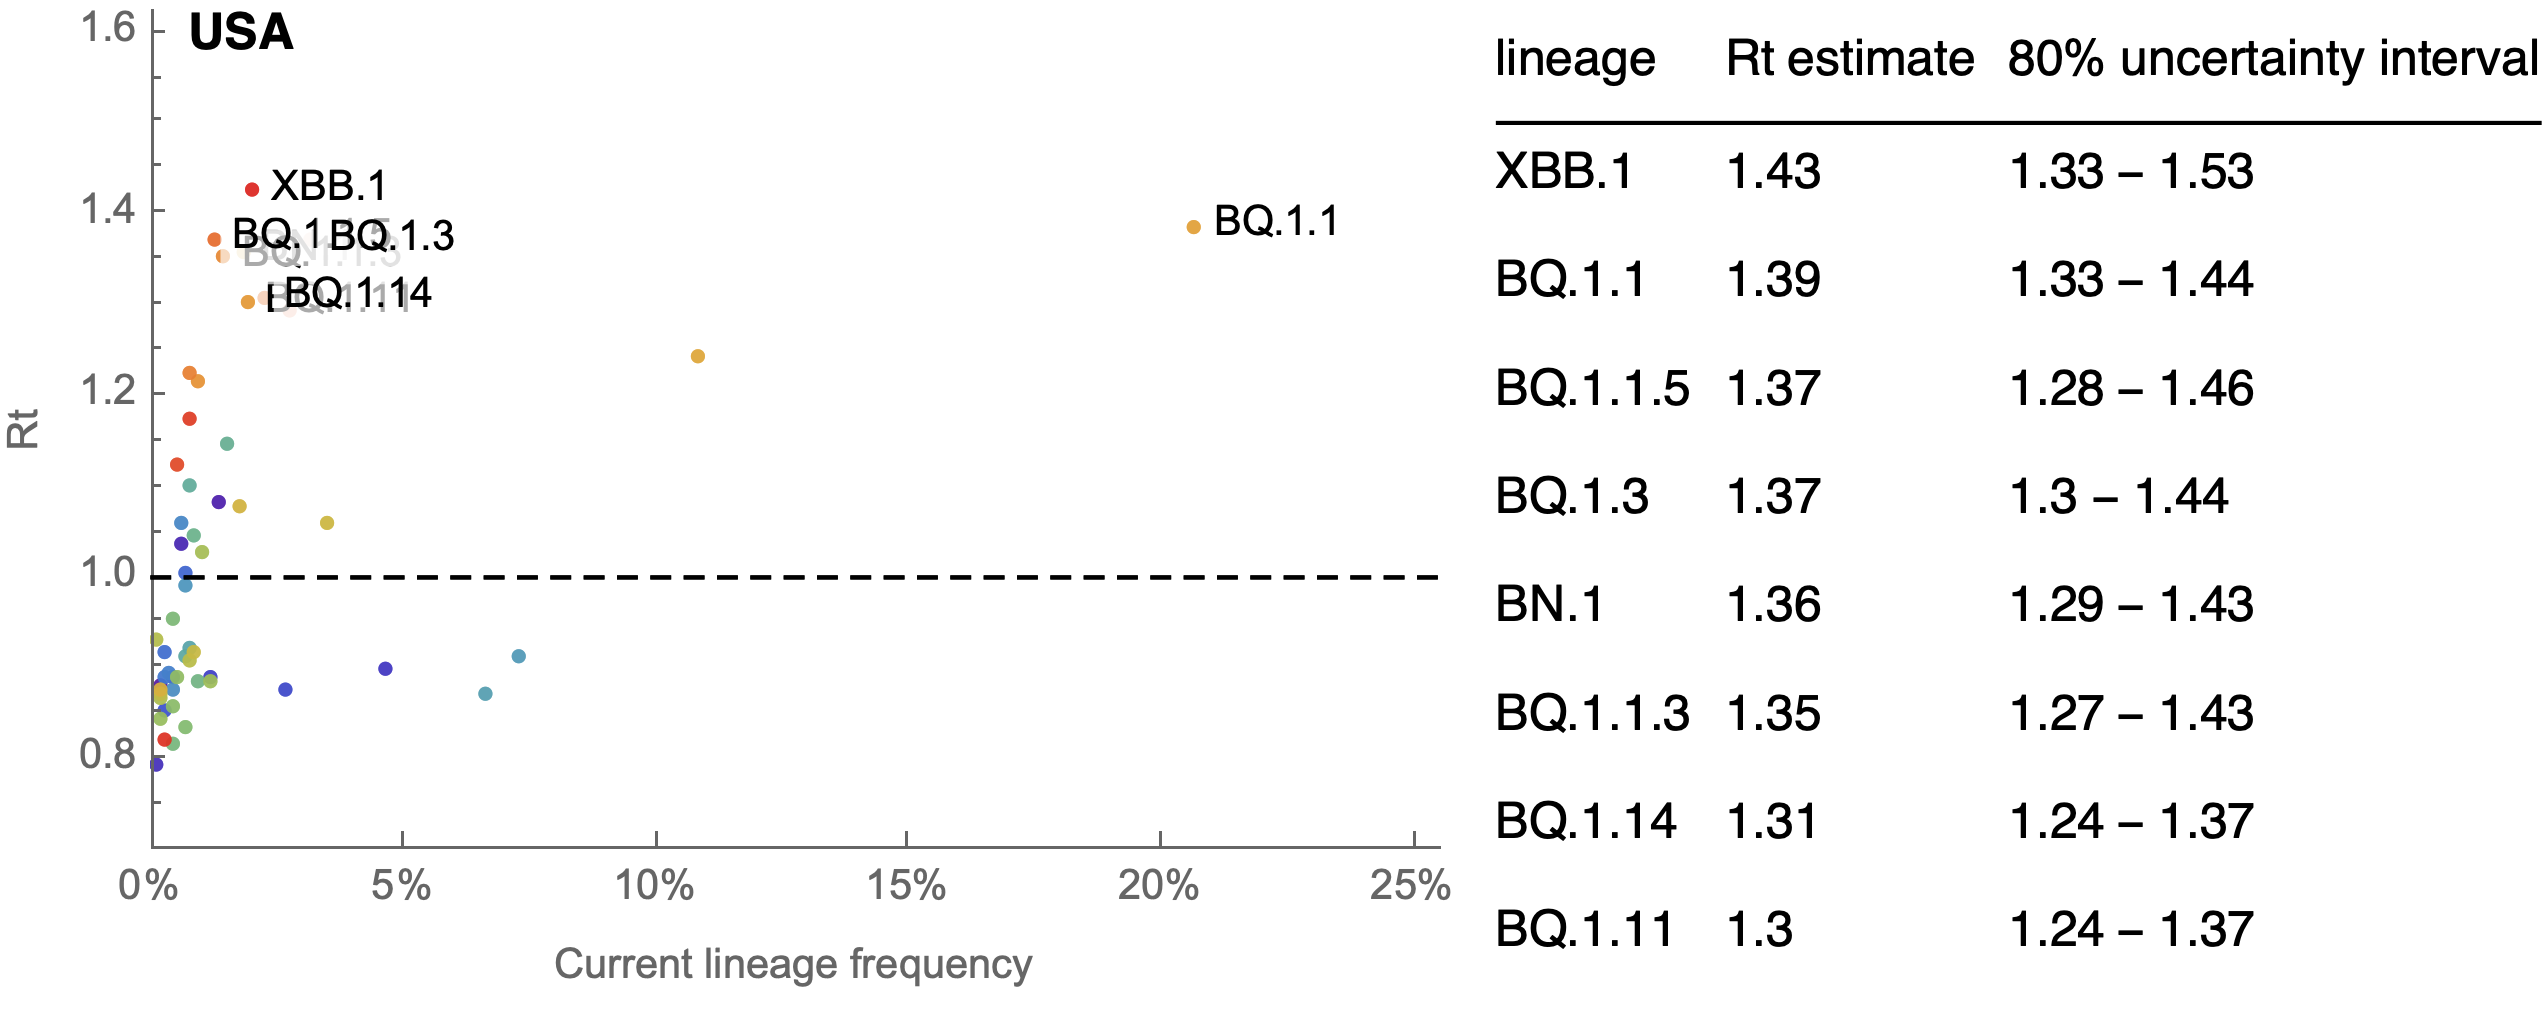 USA
1.6
1.4
1.2
1.0
0.8
Rt
XBB.1
BQ.1.3
BQ.1.14
BQ.1.1
0% 5% 10% 15% 20% 25%
Current lineage frequency
lineage Rt estimate 80% uncertainty interval
XBB.1 1.43 1.33 – 1.53
BQ.1.1 1.39 1.33 – 1.44
BQ.1.1.5 1.37 1.28 – 1.46
BQ.1.3 1.37 1.3 – 1.44
BN.1 1.36 1.29 – 1.43
BQ.1.1.3 1.35 1.27 – 1.43
BQ.1.14 1.31 1.24 – 1.37
BQ.1.11 1.3 1.24 – 1.37